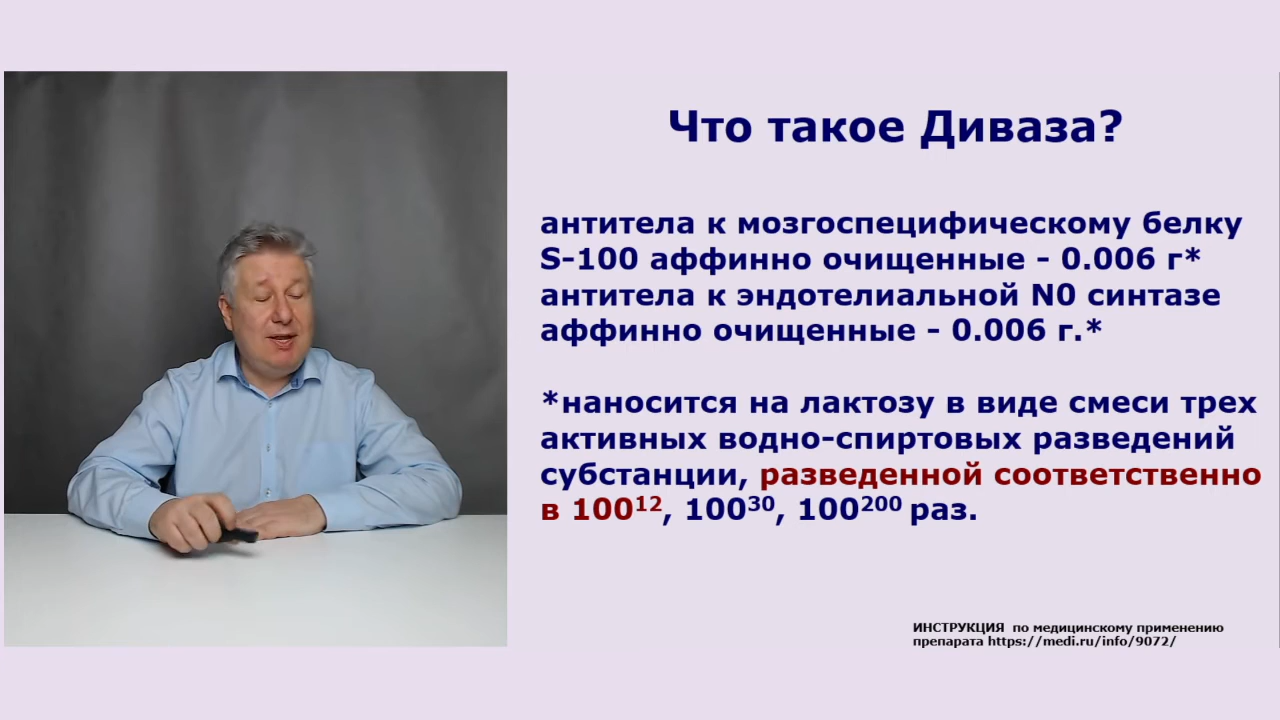 Что такое Диваза?
антитела к мозгоспецифическому белку
S-100 аффинно очищенные - 0.006 г*
антитела к эндотелиальной N0 синтазе
аффинно очищенные - 0.006 г.*
*наносится на лактозу в виде смеси трех
активных водно-спиртовых разведений
субстанции, разведенной соответственно
в 100¹², 100³⁰, 100²⁰⁰ раз.
ИНСТРУКЦИЯ по медицинскому применению
препарата https://medi.ru/info/9072/